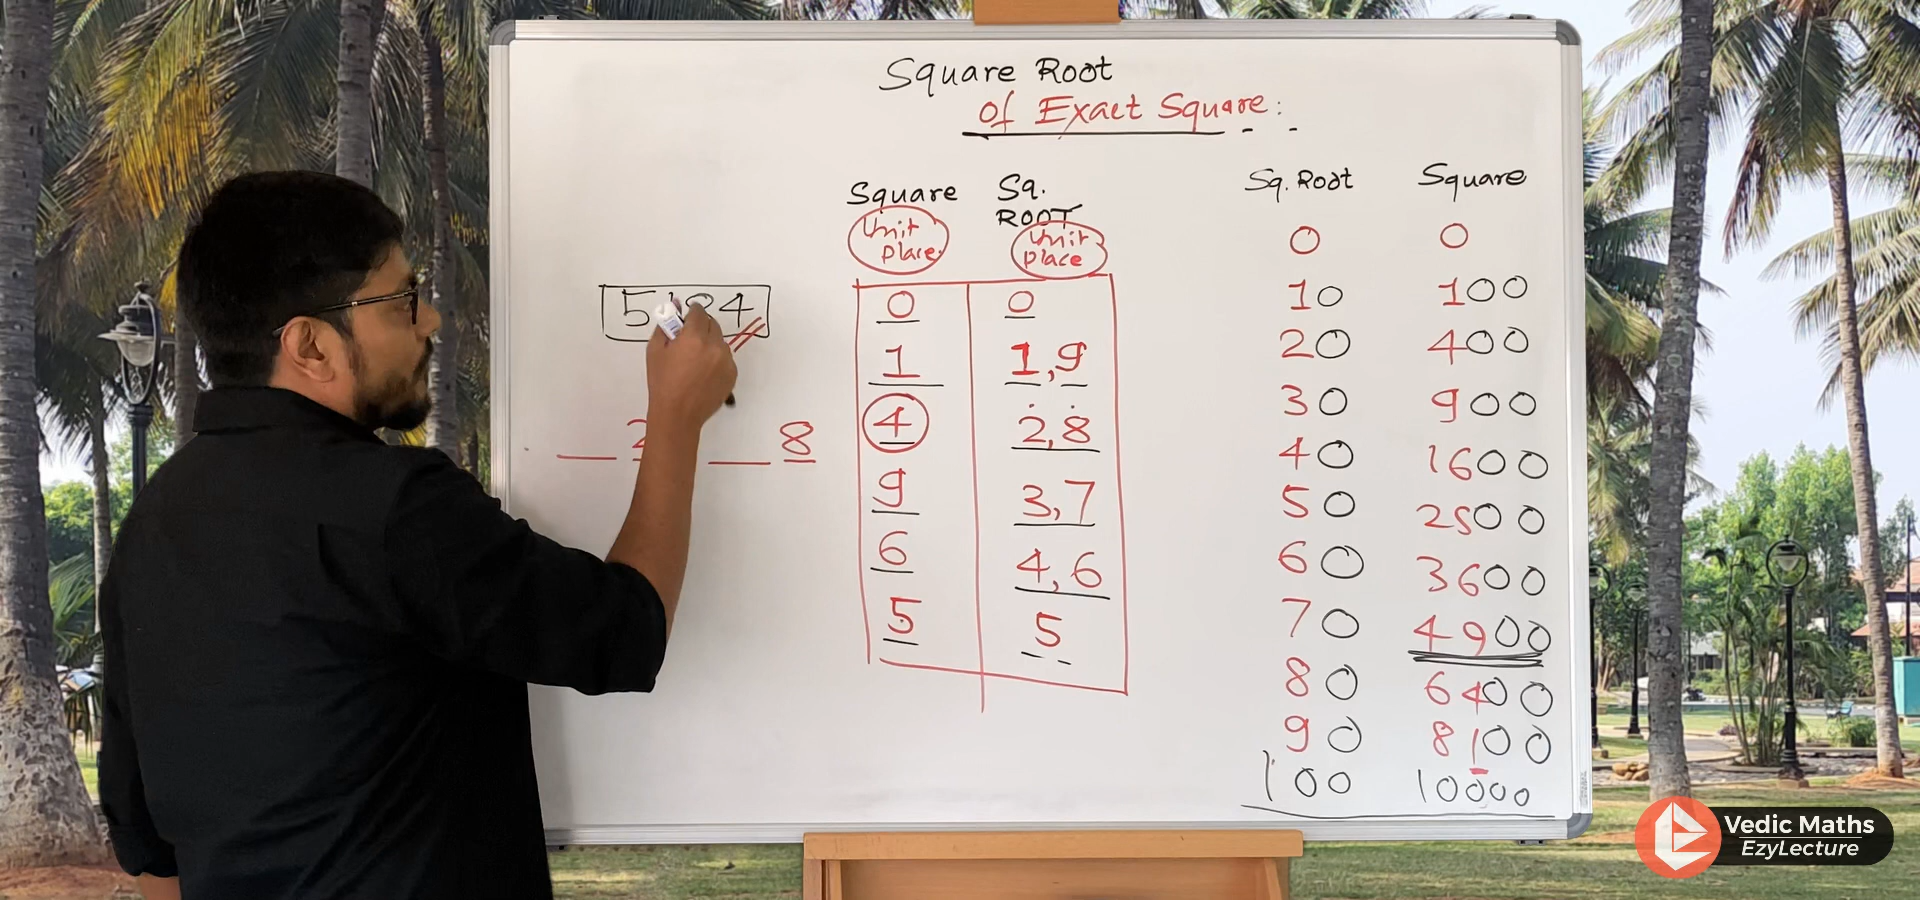 Square Root
Of Exact Square:
Square Sq. ROOT
Unit Place. Unit Place
0 0
1 1,9
4 2,8
9 3,7
6 4,6
5 5
84
8
Sq. Root Square
0 0
10 100
20 400
30 900
40 1600
50 2500
60 3600
70 4900
80 6400
90 8100
100 10000
Vedic Maths
EzyLecture